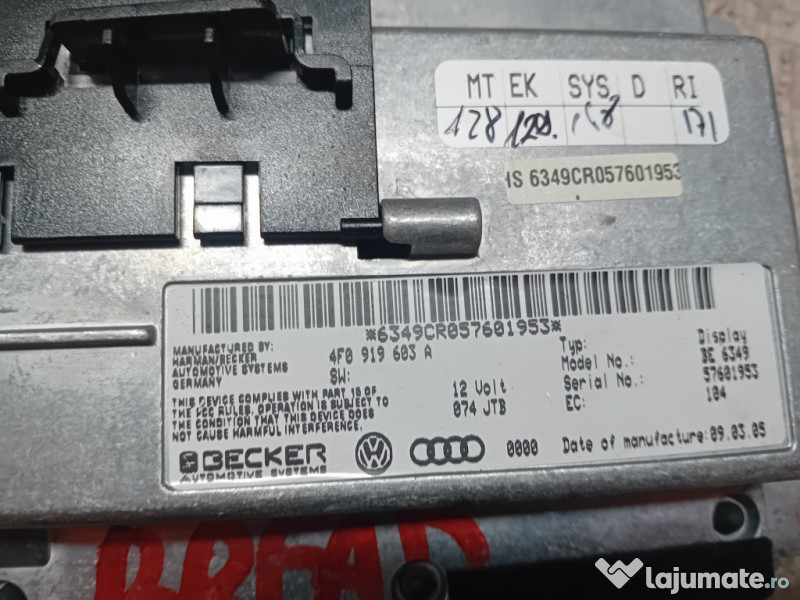 MT EK SYS D RI
128 129 168 171
HS 6349CR057601953
*6349CR057601953*
MANUFACTURED BY:
HARMAN/BECKER
AUTOMOTIVE SYSTEMS
GERMANY
4F0 919 603 A
SW:
Typ: Display
Model No.: BE 6349
Serial No.: 57601953
EC: 104
THIS DEVICE COMPLIES WITH PART 15 OF
THE FCC RULES. OPERATION IS SUBJECT TO
THE CONDITION THAT THIS DEVICE DOES
NOT CAUSE HARMFUL INTERFERENCE.
12 Volt
074 JTB
BECKER
AUTOMOTIVE SYSTEMS
0000
Date of manufacture: 09.03.05
lajumate.ro